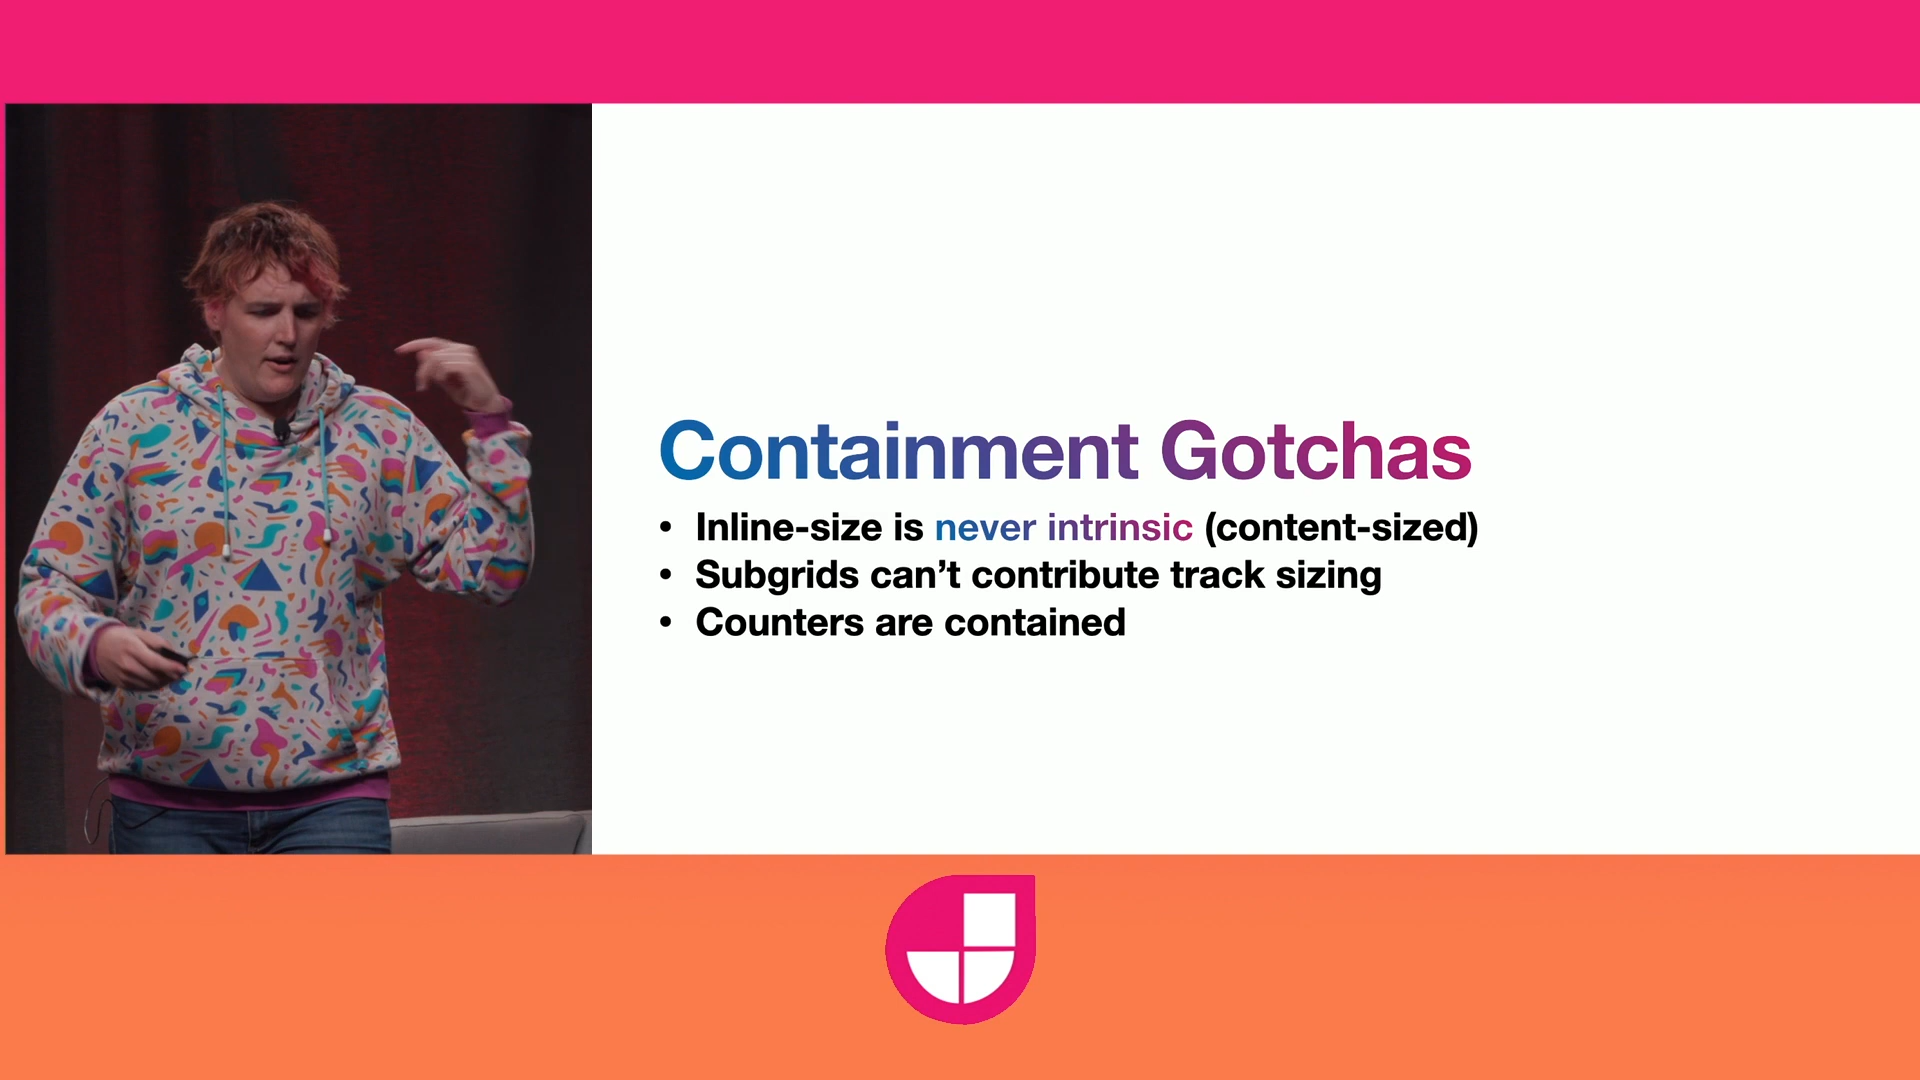 Containment Gotchas
• Inline-size is never intrinsic (content-sized)
• Subgrids can’t contribute track sizing
• Counters are contained